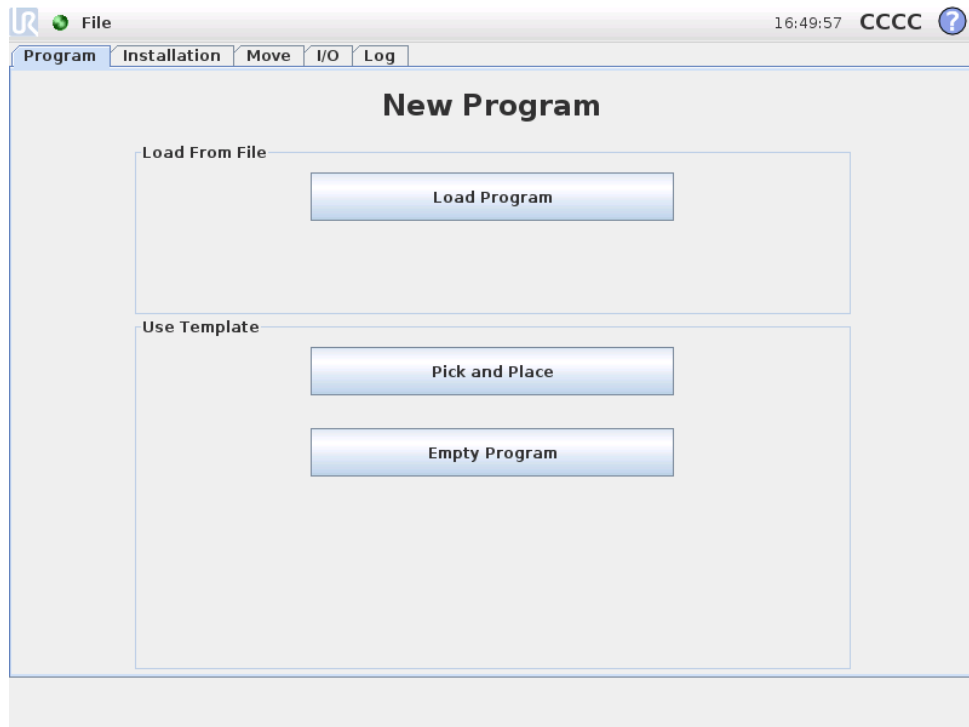 UR File 16:49:57 CCCC ?
Program Installation Move I/O Log
New Program
Load From File
Load Program
Use Template
Pick and Place
Empty Program